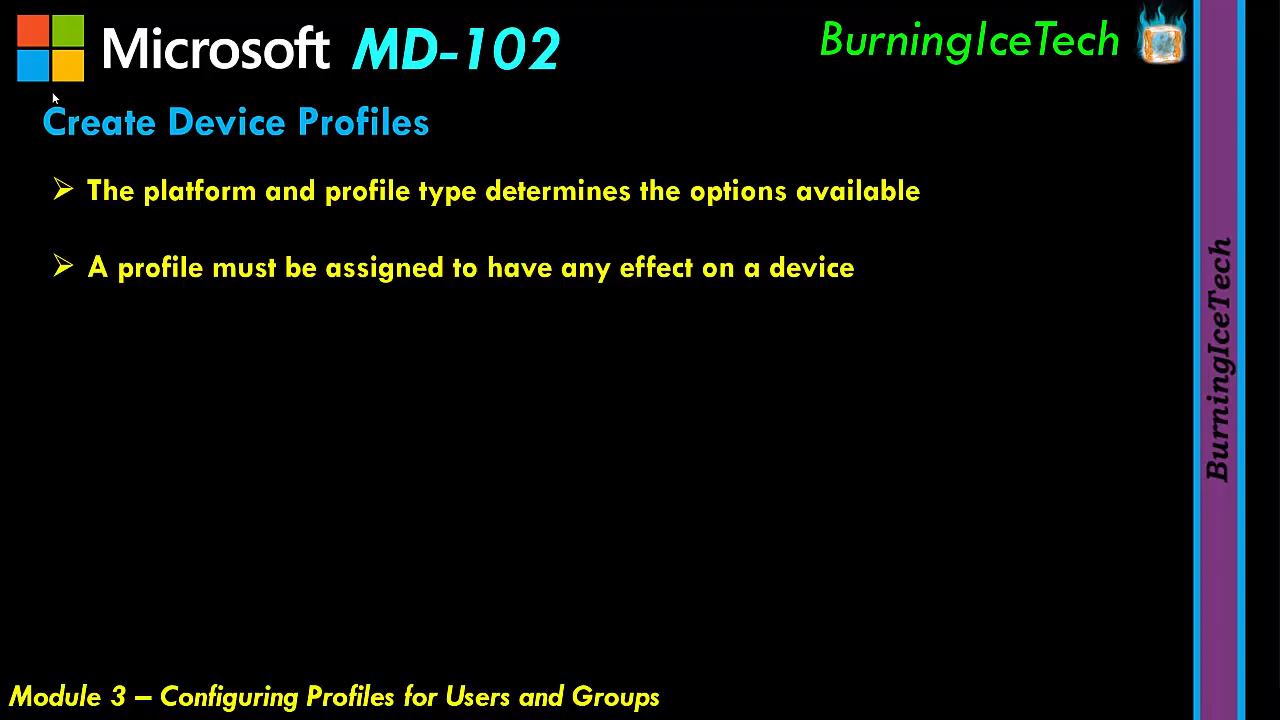 Microsoft MD-102
BurningIceTech
Create Device Profiles
The platform and profile type determines the options available
A profile must be assigned to have any effect on a device
BurningIceTech
Module 3 – Configuring Profiles for Users and Groups